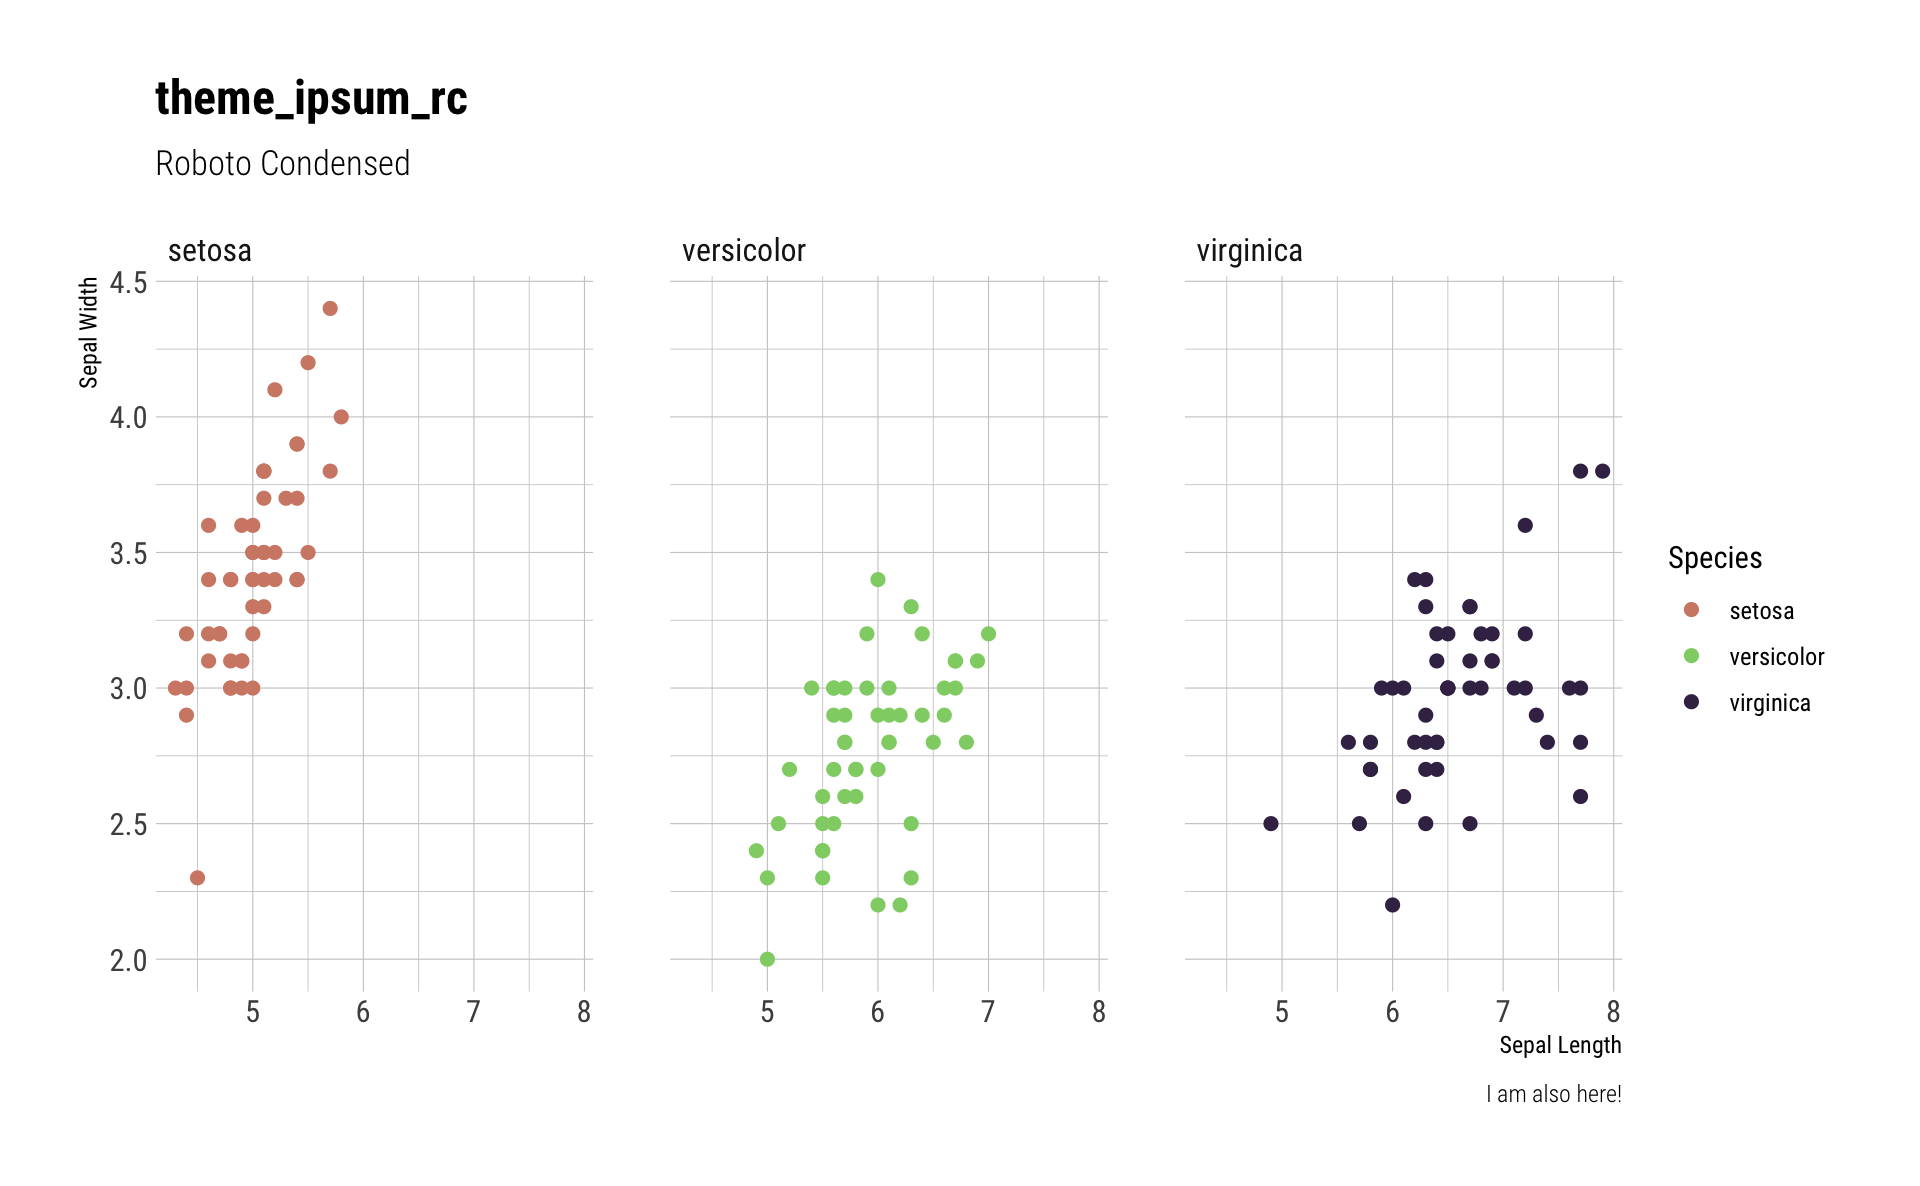 theme_ipsum_rc
Roboto Condensed
setosa
versicolor
virginica
Sepal Width
4.5
4.0
3.5
3.0
2.5
2.0
5 6 7 8
5 6 7 8
5 6 7 8
Sepal Length
I am also here!
Species
setosa
versicolor
virginica